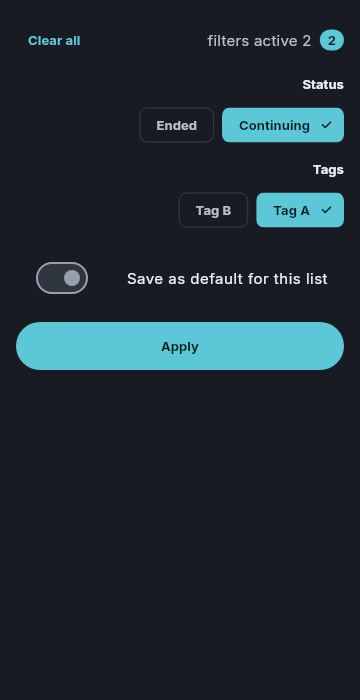 Clear all
filters active 2
2
Status
Ended
Continuing
Tags
Tag B
Tag A
Save as default for this list
Apply